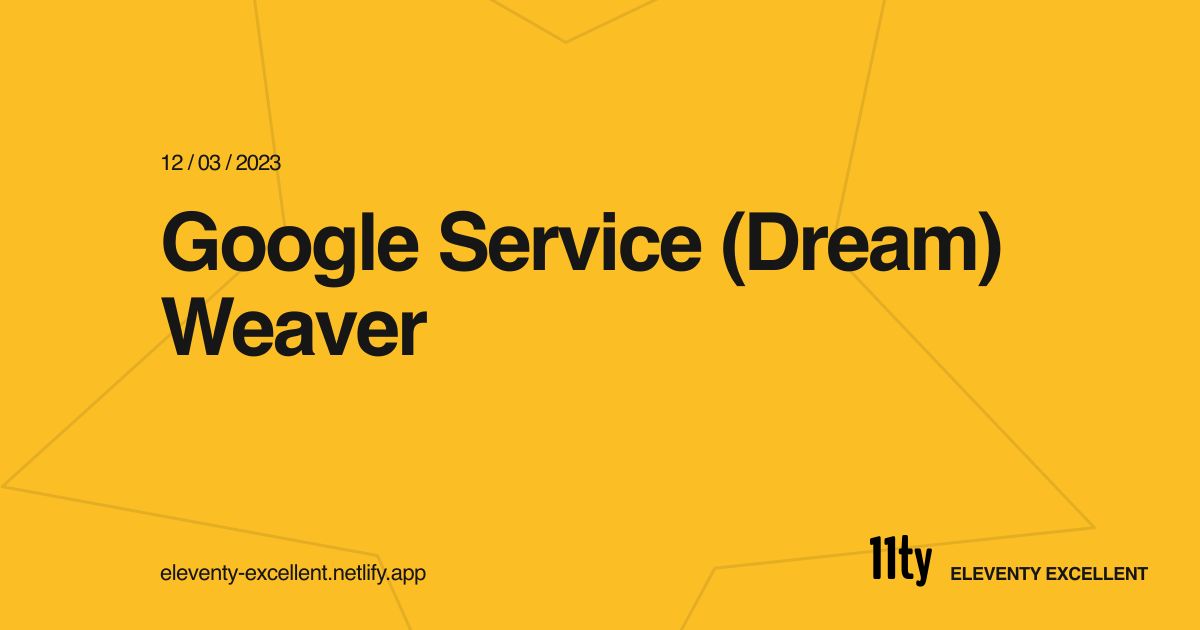 12 / 03 / 2023
Google Service (Dream)
Weaver
eleventy-excellent.netlify.app
11ty
ELEVENTY EXCELLENT